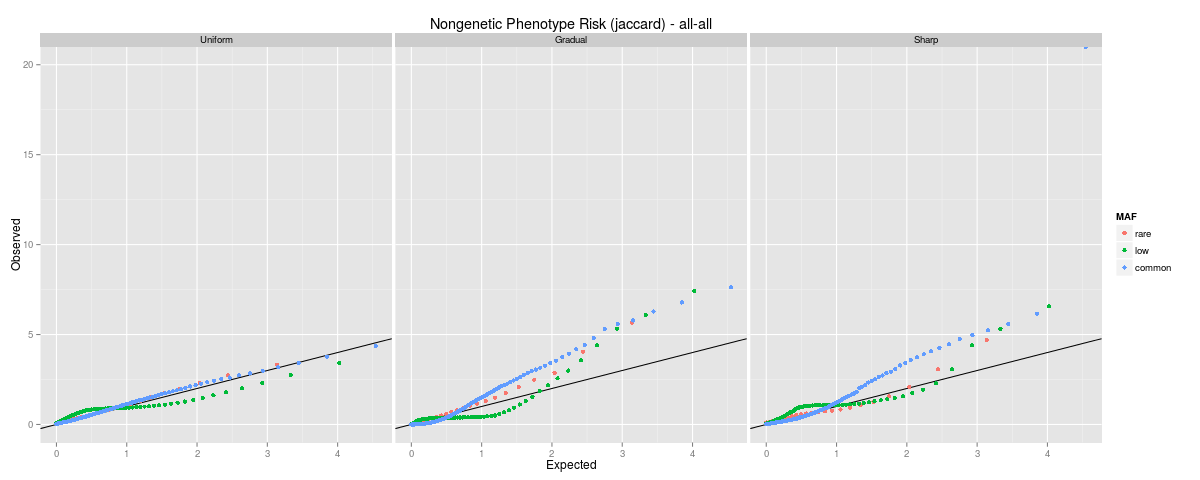 Nongenetic Phenotype Risk (jaccard) - all-all
Uniform Gradual Sharp
20
15
10
5
0
Observed
0 1 2 3 4 0 1 2 3 4 0 1 2 3 4
Expected
MAF
rare
low
common